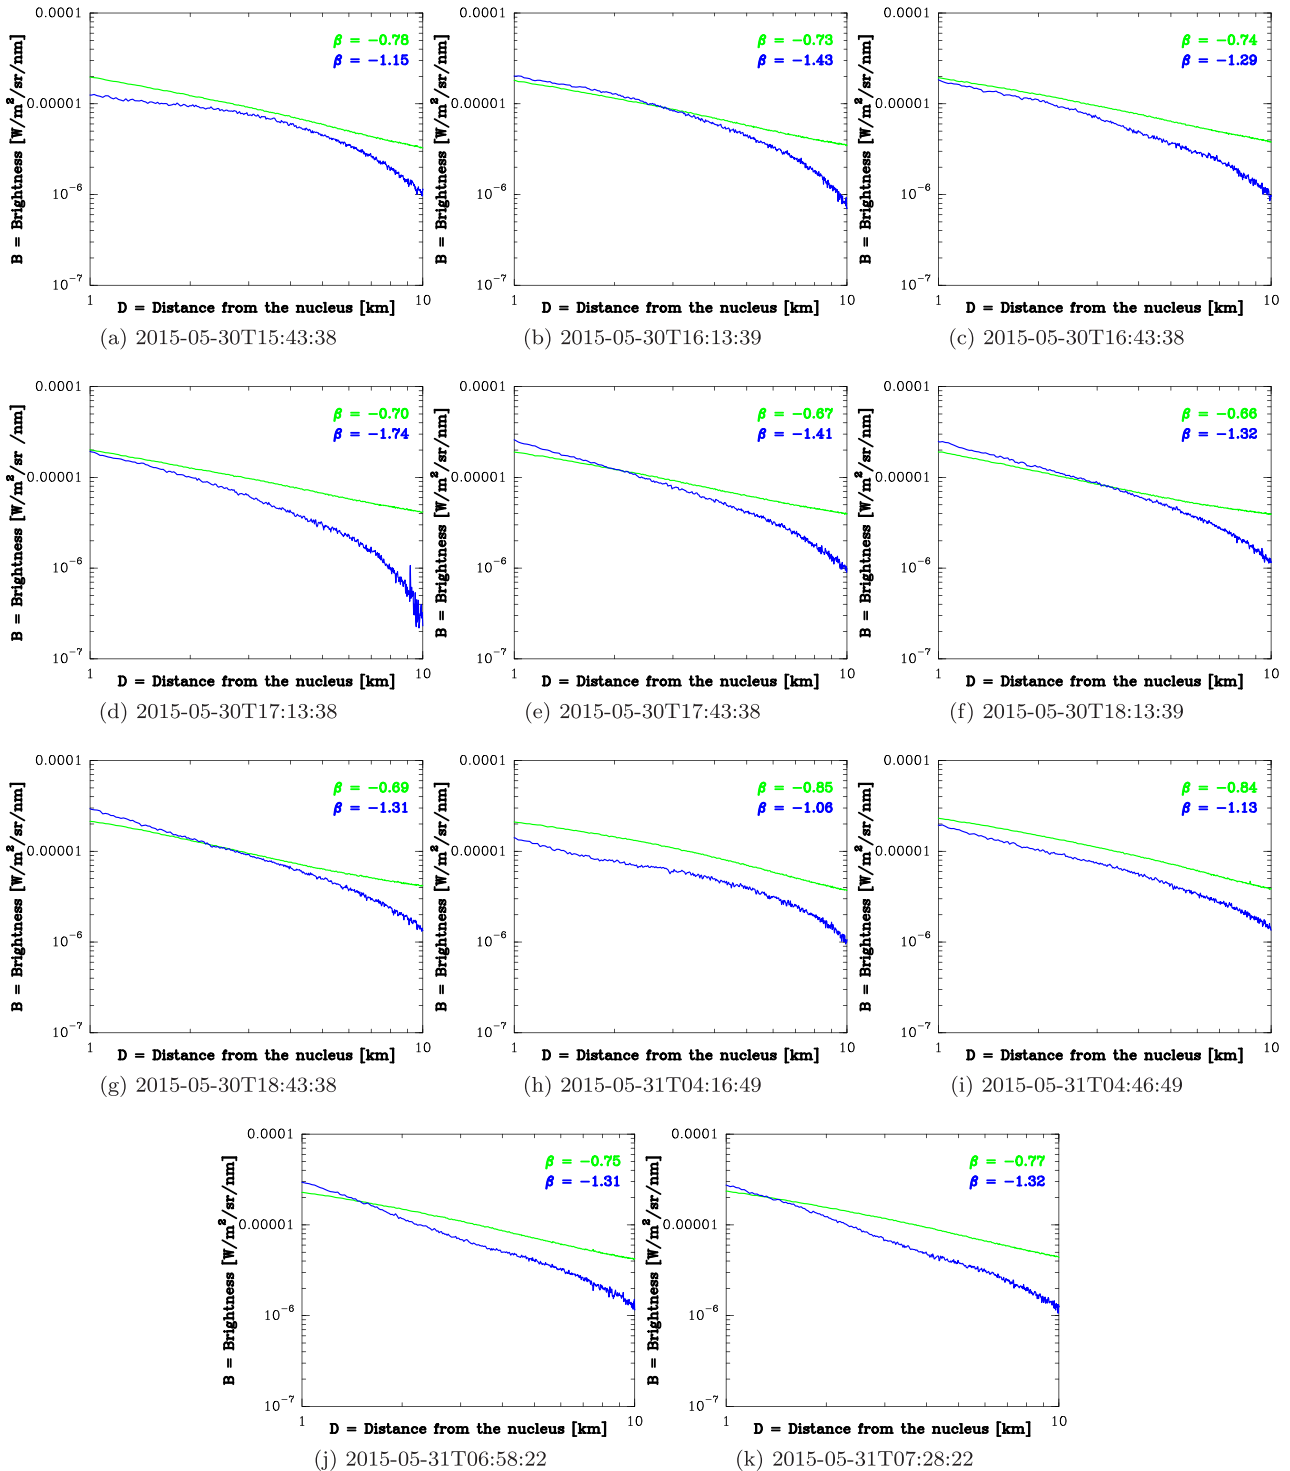 0.0001
0.00001
10−6
10−7
1
10
B = Brightness [W/m2/sr/nm]
β = −0.78
β = −1.15
D = Distance from the nucleus [km]
(a) 2015-05-30T15:43:38
0.0001
0.00001
10−6
10−7
1
10
B = Brightness [W/m2/sr/nm]
β = −0.73
β = −1.43
D = Distance from the nucleus [km]
(b) 2015-05-30T16:13:39
0.0001
0.00001
10−6
10−7
1
10
B = Brightness [W/m2/sr/nm]
β = −0.74
β = −1.29
D = Distance from the nucleus [km]
(c) 2015-05-30T16:43:38
0.0001
0.00001
10−6
10−7
1
10
B = Brightness [W/m2/sr /nm]
β = −0.70
β = −1.74
D = Distance from the nucleus [km]
(d) 2015-05-30T17:13:38
0.0001
0.00001
10−6
10−7
1
10
B = Brightness [W/m2/sr/nm]
β = −0.67
β = −1.41
D = Distance from the nucleus [km]
(e) 2015-05-30T17:43:38
0.0001
0.00001
10−6
10−7
1
10
B = Brightness [W/m2/sr/nm]
β = −0.66
β = −1.32
D = Distance from the nucleus [km]
(f) 2015-05-30T18:13:39
0.0001
0.00001
10−6
10−7
1
10
B = Brightness [W/m2/sr/nm]
β = −0.69
β = −1.31
D = Distance from the nucleus [km]
(g) 2015-05-30T18:43:38
0.0001
0.00001
10−6
10−7
1
10
B = Brightness [W/m2/sr/nm]
β = −0.85
β = −1.06
D = Distance from the nucleus [km]
(h) 2015-05-31T04:16:49
0.0001
0.00001
10−6
10−7
1
10
B = Brightness [W/m2/sr/nm]
β = −0.84
β = −1.13
D = Distance from the nucleus [km]
(i) 2015-05-31T04:46:49
0.0001
0.00001
10−6
10−7
1
10
B = Brightness [W/m2/sr/nm]
β = −0.75
β = −1.31
D = Distance from the nucleus [km]
(j) 2015-05-31T06:58:22
0.0001
0.00001
10−6
10−7
1
10
B = Brightness [W/m2/sr/nm]
β = −0.77
β = −1.32
D = Distance from the nucleus [km]
(k) 2015-05-31T07:28:22